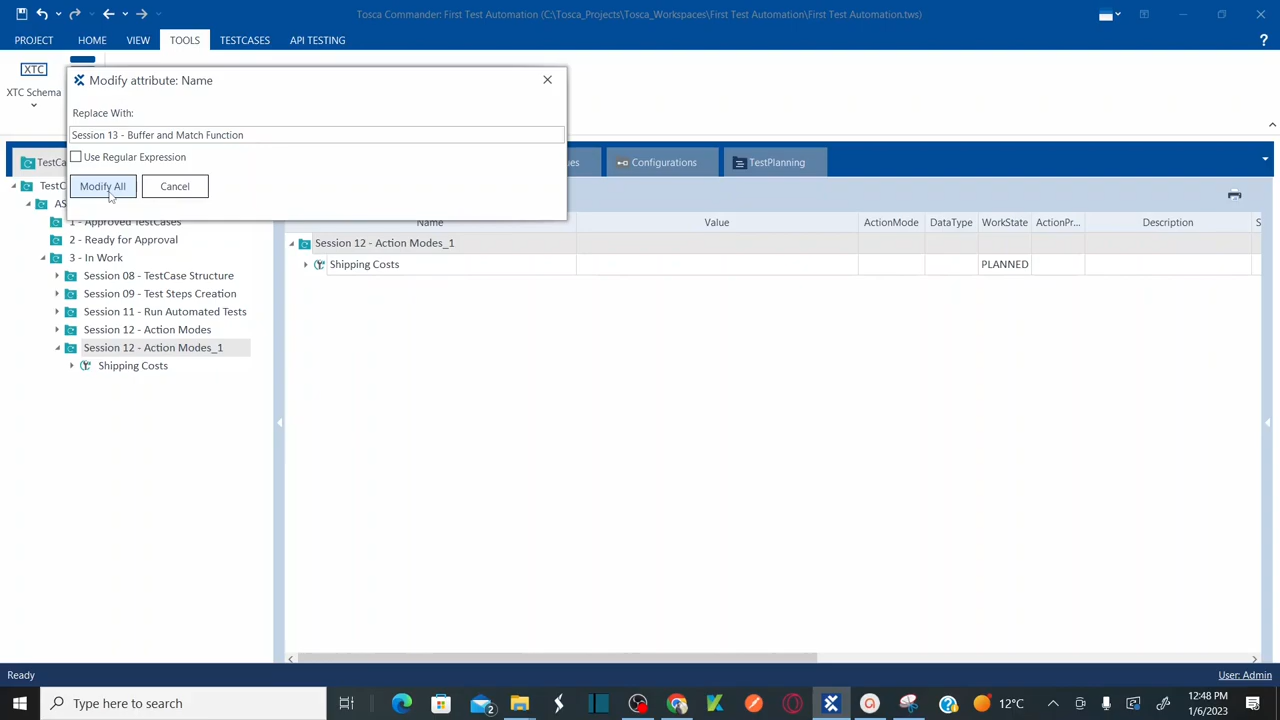 Tosca Commander: First Test Automation (C:\Tosca_Projects\Tosca_Workspaces\First Test Automation\First Test Automation.tws)
PROJECT HOME VIEW TOOLS TESTCASES API TESTING ?
XTC
XTC Schema
Modify attribute: Name
Replace With:
Session 13 - Buffer and Match Function
Use Regular Expression
Modify All Cancel
TestCa ues Configurations TestPlanning
TestC
AS
1 - Approved TestCases
2 - Ready for Approval
3 - In Work
Session 08 - TestCase Structure
Session 09 - Test Steps Creation
Session 11 - Run Automated Tests
Session 12 - Action Modes
Session 12 - Action Modes_1
Shipping Costs
Name Value ActionMode DataType WorkState ActionPr... Description S
Session 12 - Action Modes_1
Shipping Costs PLANNED
Ready User: Admin
Type here to search 2 12°C 12:48 PM
1/6/2023